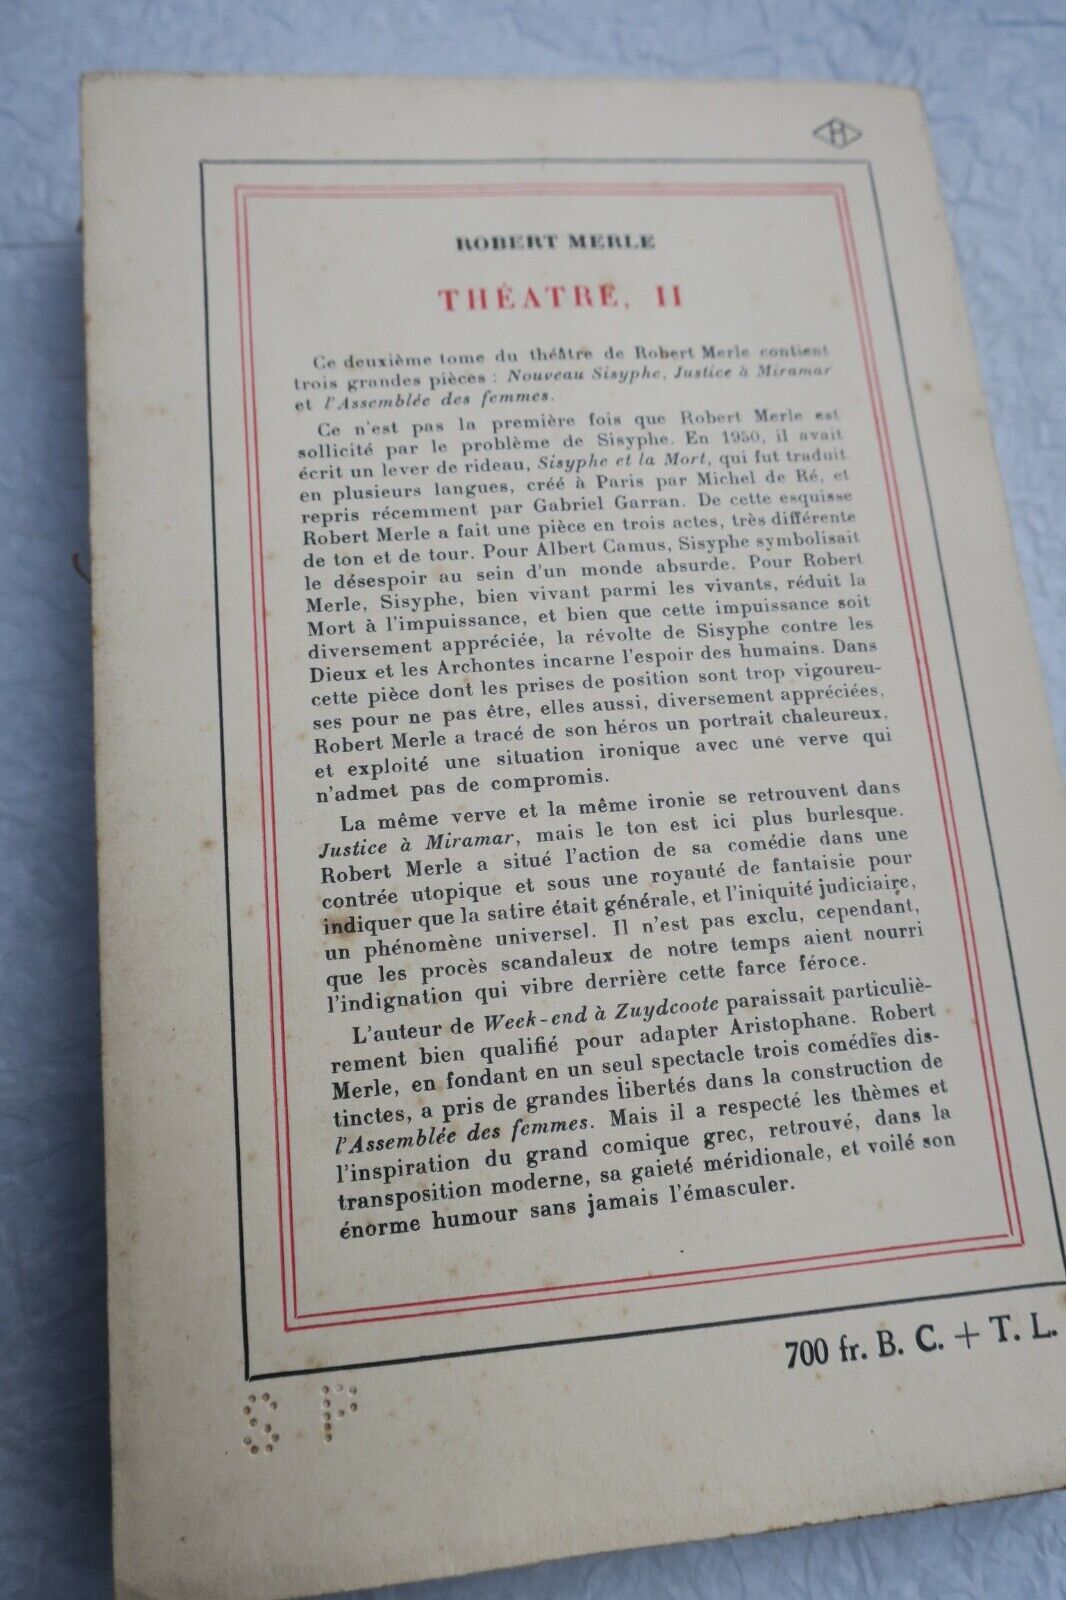 ROBERT MERLE
THÉATRE, II
Ce deuxième tome du théâtre de Robert Merle contient
trois grandes pièces : Nouveau Sisyphe, Justice à Miramar
et l'Assemblée des femmes.
Ce n'est pas la première fois que Robert Merle est
sollicité par le problème de Sisyphe. En 1950, il avait
écrit un lever de rideau, Sisyphe et la Mort, qui fut traduit
en plusieurs langues, créé à Paris par Michel de Ré, et
repris récemment par Gabriel Garran. De cette esquisse
Robert Merle a fait une pièce en trois actes, très différente
de ton et de tour. Pour Albert Camus, Sisyphe symbolisait
le désespoir au sein d'un monde absurde. Pour Robert
Merle, Sisyphe, bien vivant parmi les vivants, réduit la
Mort à l'impuissance, et bien que cette impuissance soit
diversement appréciée, la révolte de Sisyphe contre les
Dieux et les Archontes incarne l'espoir des humains. Dans
cette pièce dont les prises de position sont trop vigoureu-
ses pour ne pas être, elles aussi, diversement appréciées,
Robert Merle a tracé de son héros un portrait chaleureux,
et exploité une situation ironique avec une verve qui
n'admet pas de compromis.
La même verve et la même ironie se retrouvent dans
Justice à Miramar, mais le ton est ici plus burlesque.
Robert Merle a situé l'action de sa comédie dans une
contrée utopique et sous une royauté de fantaisie pour
indiquer que la satire était générale, et l'iniquité judiciaire,
un phénomène universel. Il n'est pas exclu, cependant,
que les procès scandaleux de notre temps aient nourri
l'indignation qui vibre derrière cette farce féroce.
L'auteur de Week-end à Zuydcoote paraissait particuliè-
rement bien qualifié pour adapter Aristophane. Robert
Merle, en fondant en un seul spectacle trois comédies dis-
tinctes, a pris de grandes libertés dans la construction de
l'Assemblée des femmes. Mais il a respecté les thèmes et
l'inspiration du grand comique grec, retrouvé, dans la
transposition moderne, sa gaieté méridionale, et voilé son
énorme humour sans jamais l'émasculer.
700 fr. B. C. + T. L.
S P